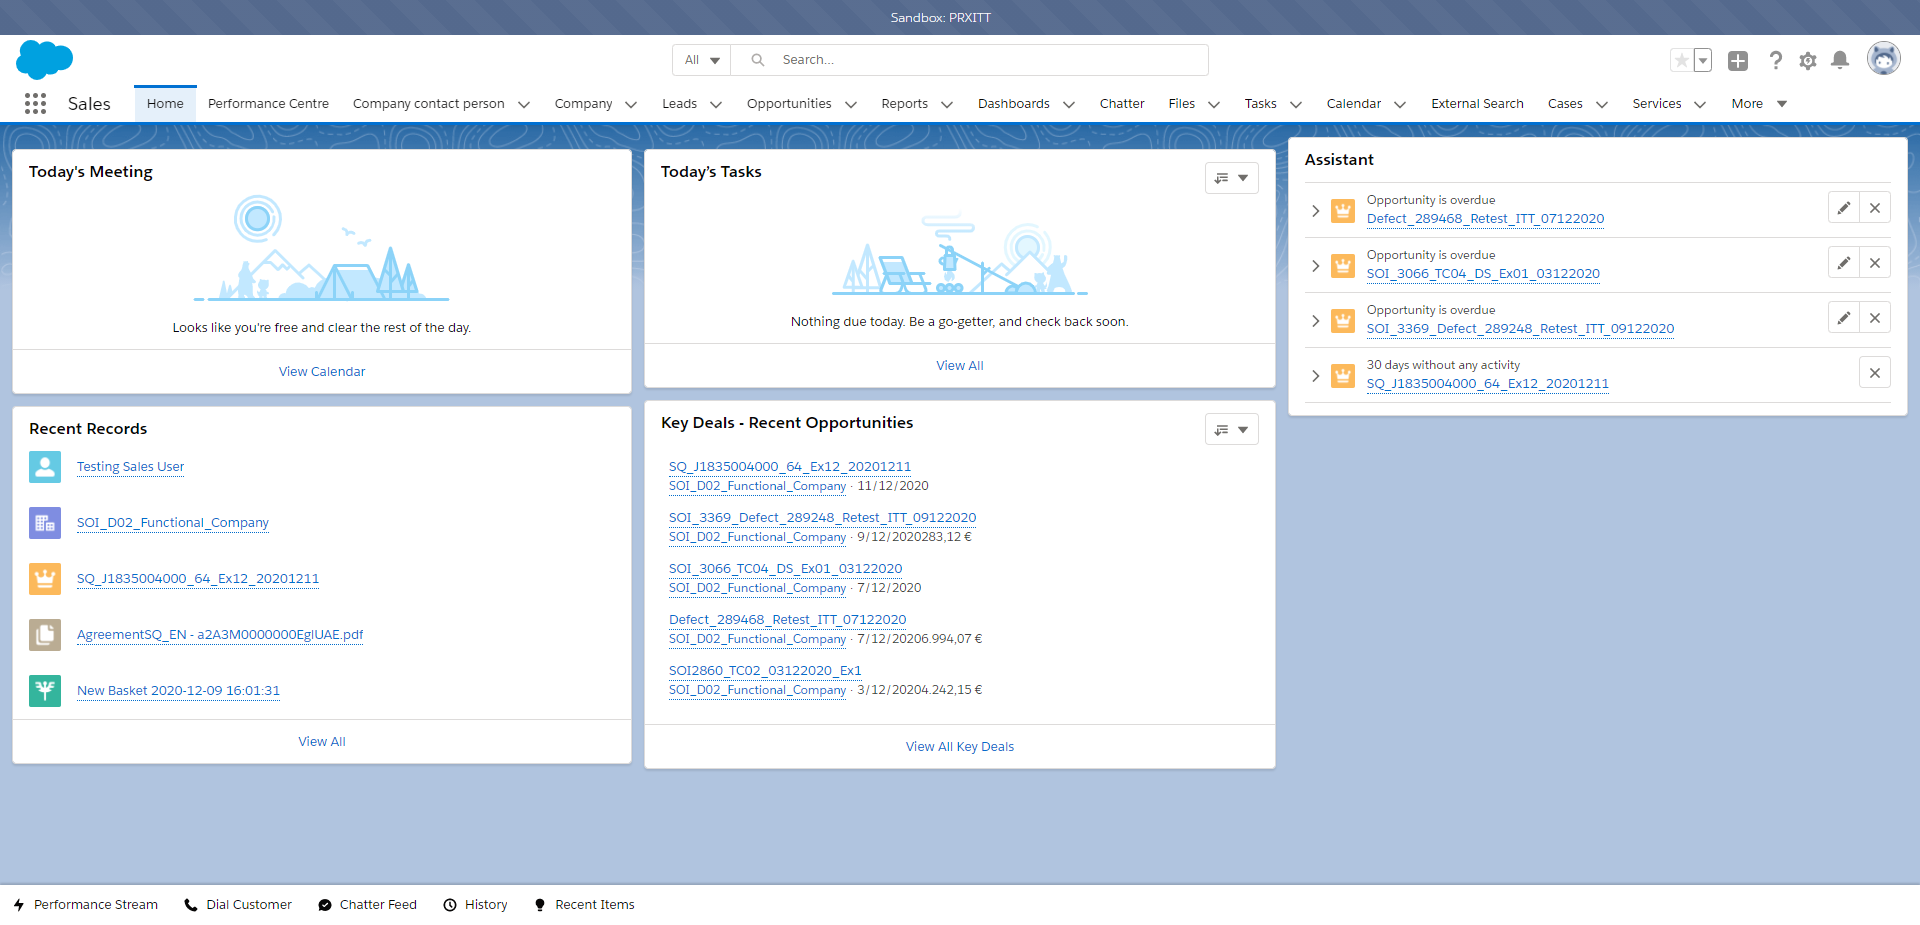 Sandbox: PRXITT
All
Search...
Sales
Home
Performance Centre
Company contact person
Company
Leads
Opportunities
Reports
Dashboards
Chatter
Files
Tasks
Calendar
External Search
Cases
Services
More
Today's Meeting
Looks like you're free and clear the rest of the day.
View Calendar
Today's Tasks
Nothing due today. Be a go-getter, and check back soon.
View All
Assistant
Opportunity is overdue
Defect_289468_Retest_ITT_07122020
Opportunity is overdue
SOI_3066_TC04_DS_Ex01_03122020
Opportunity is overdue
SOI_3369_Defect_289248_Retest_ITT_09122020
30 days without any activity
SQ_J1835004000_64_Ex12_20201211
Recent Records
Testing Sales User
SOI_D02_Functional_Company
SQ_J1835004000_64_Ex12_20201211
AgreementSQ_EN - a2A3M0000000EglUAE.pdf
New Basket 2020-12-09 16:01:31
View All
Key Deals - Recent Opportunities
SQ_J1835004000_64_Ex12_20201211
SOI_D02_Functional_Company · 11/12/2020
SOI_3369_Defect_289248_Retest_ITT_09122020
SOI_D02_Functional_Company · 9/12/2020283,12 €
SOI_3066_TC04_DS_Ex01_03122020
SOI_D02_Functional_Company · 7/12/2020
Defect_289468_Retest_ITT_07122020
SOI_D02_Functional_Company · 7/12/20206.994,07 €
SOI2860_TC02_03122020_Ex1
SOI_D02_Functional_Company · 3/12/20204.242,15 €
View All Key Deals
Performance Stream
Dial Customer
Chatter Feed
History
Recent Items